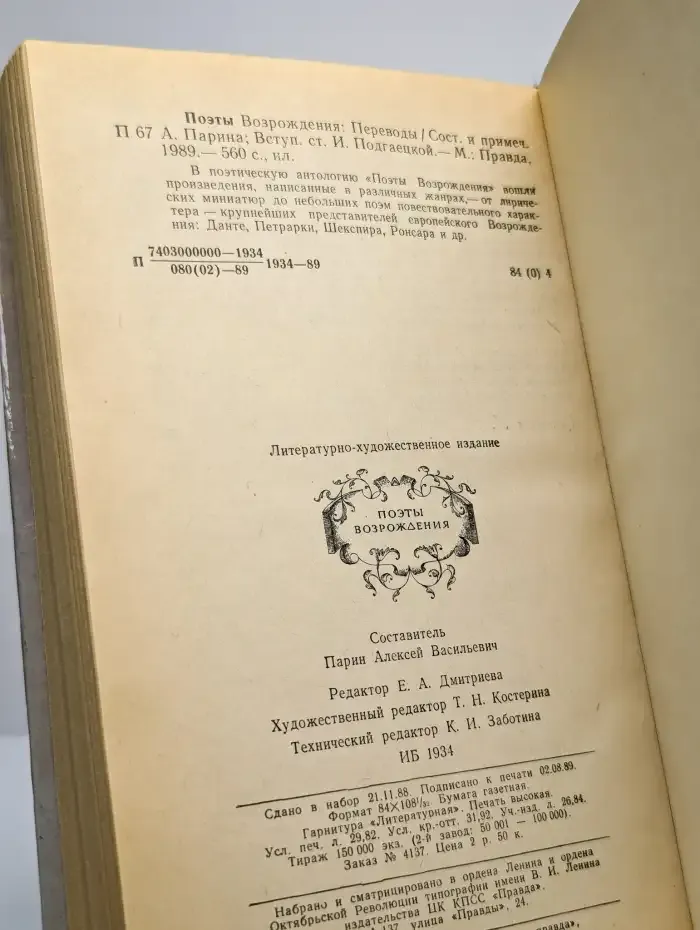 Поэты Возрождения: Переводы / Сост. и примеч.
П 67 А. Парина; Вступ. ст. И. Подгаецкой.— М.: Правда,
1989.— 560 с., ил.
В поэтическую антологию «Поэты Возрождения» вошли
произведения, написанные в различных жанрах,— от лириче-
ских миниатюр до небольших поэм повествовательного харак-
тера — крупнейших представителей европейского Возрожде-
ния: Данте, Петрарки, Шекспира, Ронсара и др.
7403000000—1934
П 1934—89
080(02)—89
84 (0) 4
Литературно-художественное издание
ПОЭТЫ
ВОЗРОЖДЕНИЯ
Составитель
Парин Алексей Васильевич
Редактор Е. А. Дмитриева
Художественный редактор Т. Н. Костерина
Технический редактор К. И. Заботина
ИБ 1934
Сдано в набор 21.11.88. Подписано к печати 02.08.89.
Формат 84×108¹/₃₂. Бумага газетная.
Гарнитура «Литературная». Печать высокая.
Усл. печ. л. 29,82. Усл. кр.-отт. 31,92. Уч.-изд. л. 26,84.
Тираж 150 000 экз. (2-й завод: 50 001 — 100 000).
Заказ № 4137. Цена 2 р. 50 к.
Набрано и сматрицировано в ордена Ленина и ордена
Октябрьской Революции типографии имени В. И. Ленина
издательства ЦК КПСС «Правда».
137, улица «Правды», 24.